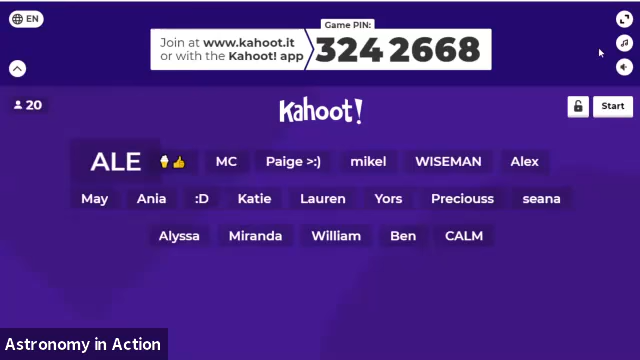 EN
Game PIN:
Join at www.kahoot.it
or with the Kahoot! app
324 2668
20
Kahoot!
Start
ALE 🍦👍 MC Paige >:) mikel WISEMAN Alex
May Ania :D Katie Lauren Yors Preciouss seana
Alyssa Miranda William Ben CALM
Astronomy in Action